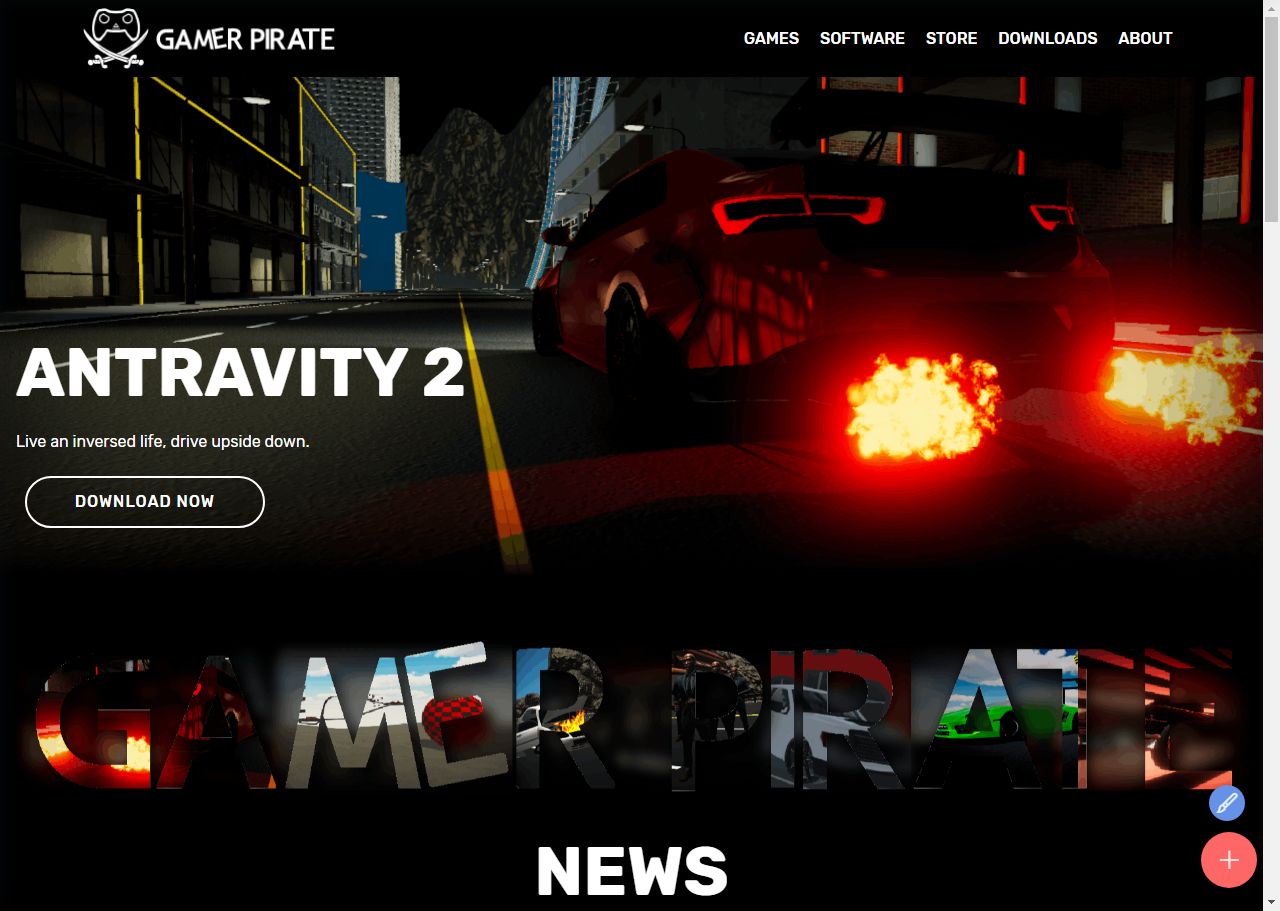 GAMER PIRATE
GAMES SOFTWARE STORE DOWNLOADS ABOUT
ANTRAVITY 2
Live an inversed life, drive upside down.
DOWNLOAD NOW
GAMER PIRATE
NEWS